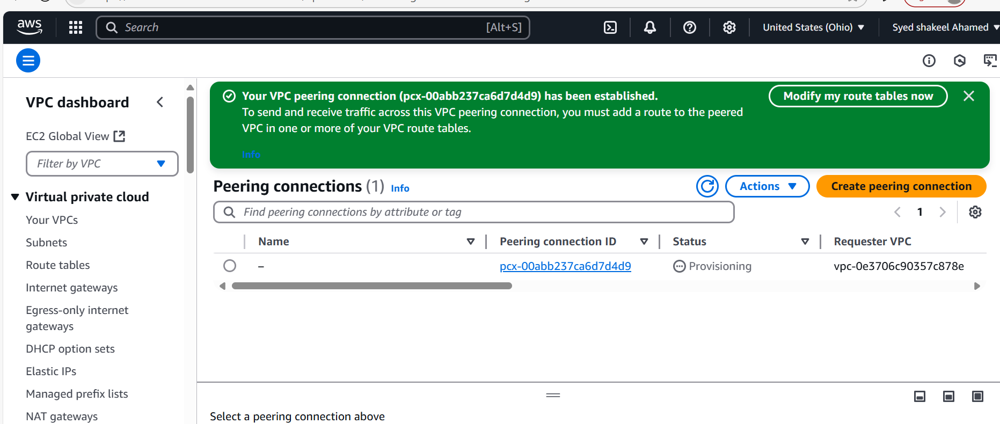 aws
Search
[Alt+S]
United States (Ohio)
Syed shakeel Ahamed
VPC dashboard
EC2 Global View
Filter by VPC
Virtual private cloud
Your VPCs
Subnets
Route tables
Internet gateways
Egress-only internet
gateways
DHCP option sets
Elastic IPs
Managed prefix lists
NAT gateways
Your VPC peering connection (pcx-00abb237ca6d7d4d9) has been established.
To send and receive traffic across this VPC peering connection, you must add a route to the peered
VPC in one or more of your VPC route tables.
Info
Modify my route tables now
Peering connections (1) Info
Actions
Create peering connection
Find peering connections by attribute or tag
1
Name
Peering connection ID
Status
Requester VPC
–
pcx-00abb237ca6d7d4d9
Provisioning
vpc-0e3706c90357c878e
Select a peering connection above